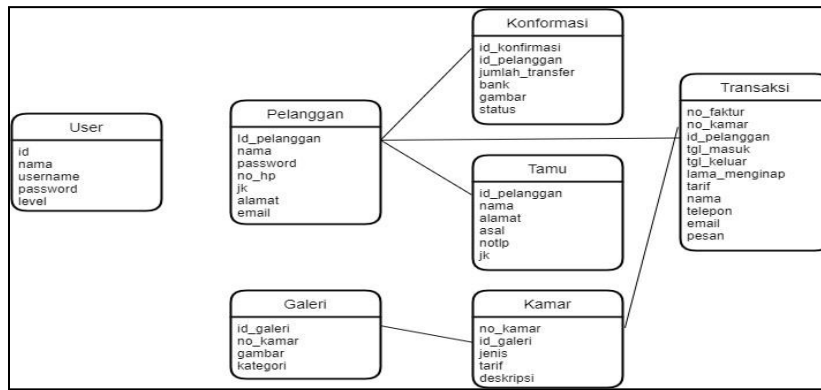 User
id
nama
username
password
level
Pelanggan
Id_pelanggan
nama
password
no_hp
jk
alamat
email
Konformasi
id_konfirmasi
id_pelanggan
jumlah_transfer
bank
gambar
status
Tamu
id_pelanggan
nama
alamat
asal
notlp
jk
Transaksi
no_faktur
no_kamar
id_pelanggan
tgl_masuk
tgl_keluar
lama_menginap
tarif
nama
telepon
email
pesan
Galeri
id_galeri
no_kamar
gambar
kategori
Kamar
no_kamar
id_galeri
jenis
tarif
deskripsi